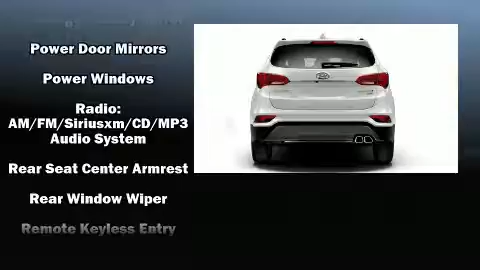 Power Door Mirrors
Power Windows
Radio:
AM/FM/Siriusxm/CD/MP3
Audio System
Rear Seat Center Armrest
Rear Window Wiper
Remote Keyless Entry